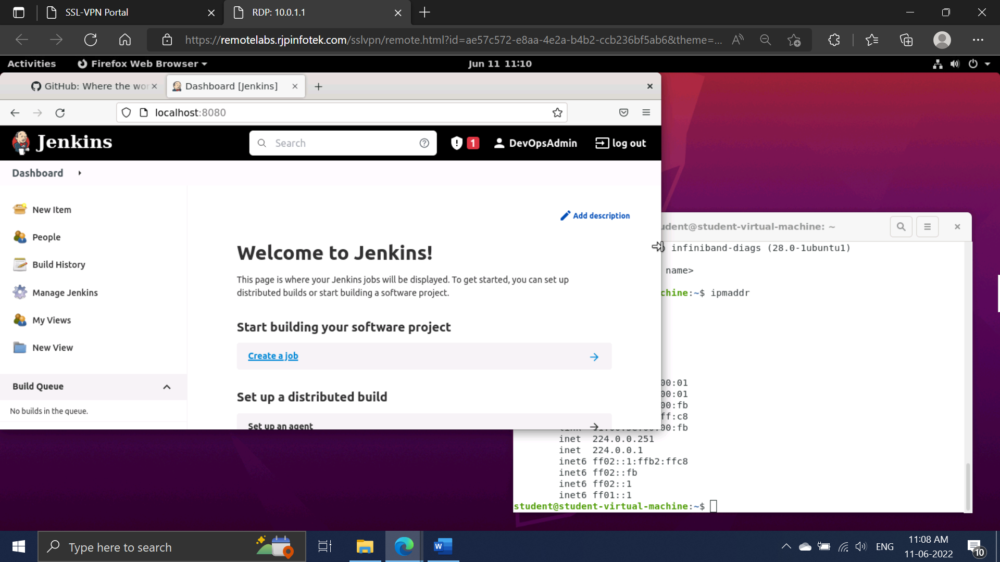 SSL-VPN Portal
RDP: 10.0.1.1
https://remotelabs.rjpinfotek.com/sslvpn/remote.html?id=ae57c572-e8aa-4e2a-b4b2-ccb236bf5ab6&theme=...
Activities
Firefox Web Browser
Jun 11 11:10
GitHub: Where the wor
Dashboard [Jenkins]
localhost:8080
Jenkins
Search
1
DevOpsAdmin
log out
Dashboard
New Item
People
Build History
Manage Jenkins
My Views
New View
Build Queue
No builds in the queue.
Add description
Welcome to Jenkins!
This page is where your Jenkins jobs will be displayed. To get started, you can set up
distributed builds or start building a software project.
Start building your software project
Create a job
Set up a distributed build
Set up an agent
udent@student-virtual-machine: ~
infiniband-diags (28.0-1ubuntu1)
name>
chine:~$ ipmaddr
00:01
00:01
00:fb
ff:c8
00:fb
inet 224.0.0.251
inet 224.0.0.1
inet6 ff02::1:ffb2:ffc8
inet6 ff02::fb
inet6 ff02::1
inet6 ff01::1
student@student-virtual-machine:~$
Type here to search
W
ENG
11:08 AM
11-06-2022
10